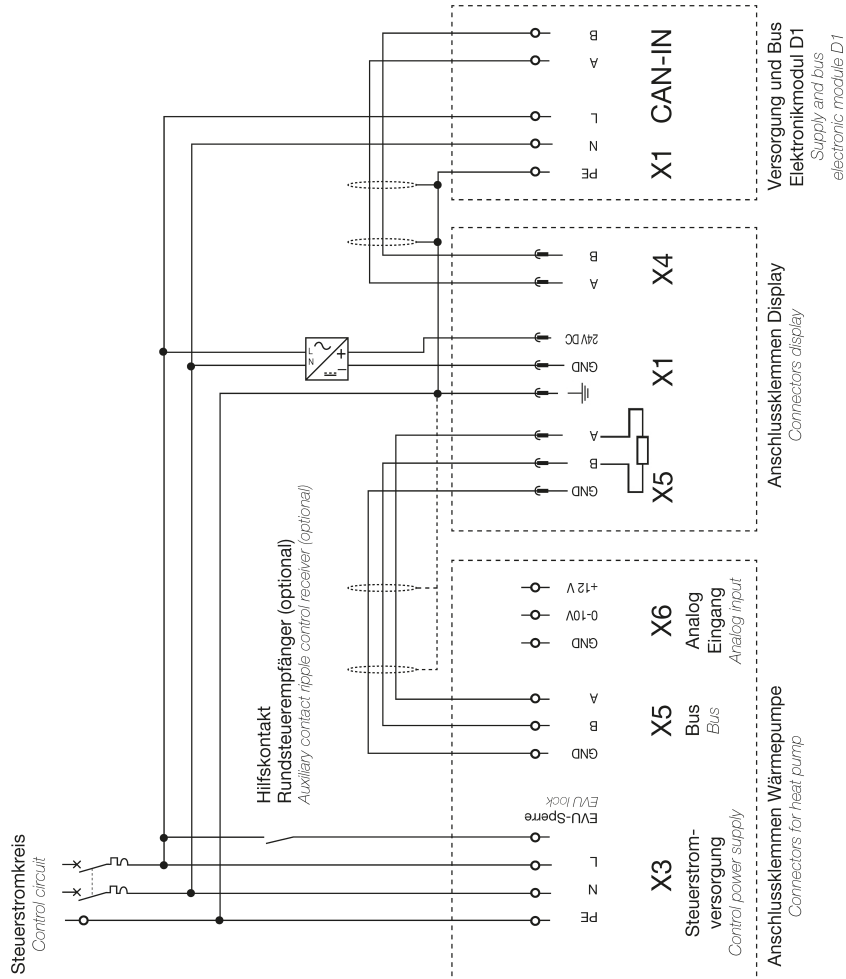 Steuerstromkreis
Control circuit
Hilfskontakt
Rundsteuerempfänger (optional)
Auxiliary contact ripple control receiver (optional)
L
N
PE
N
L
EVU-Sperre
EVU lock
X3
Steuerstrom-
versorgung
Control power supply
GND
B
A
X5
Bus
Bus
GND
0-10V
+12 V
X6
Analog
Eingang
Analog input
Anschlussklemmen Wärmepumpe
Connectors for heat pump
GND
B
A
X5
GND
24V DC
X1
A
B
X4
Anschlussklemmen Display
Connectors display
PE
N
L
X1
A
B
CAN-IN
Versorgung und Bus
Elektronikmodul D1
Supply and bus
electronic module D1